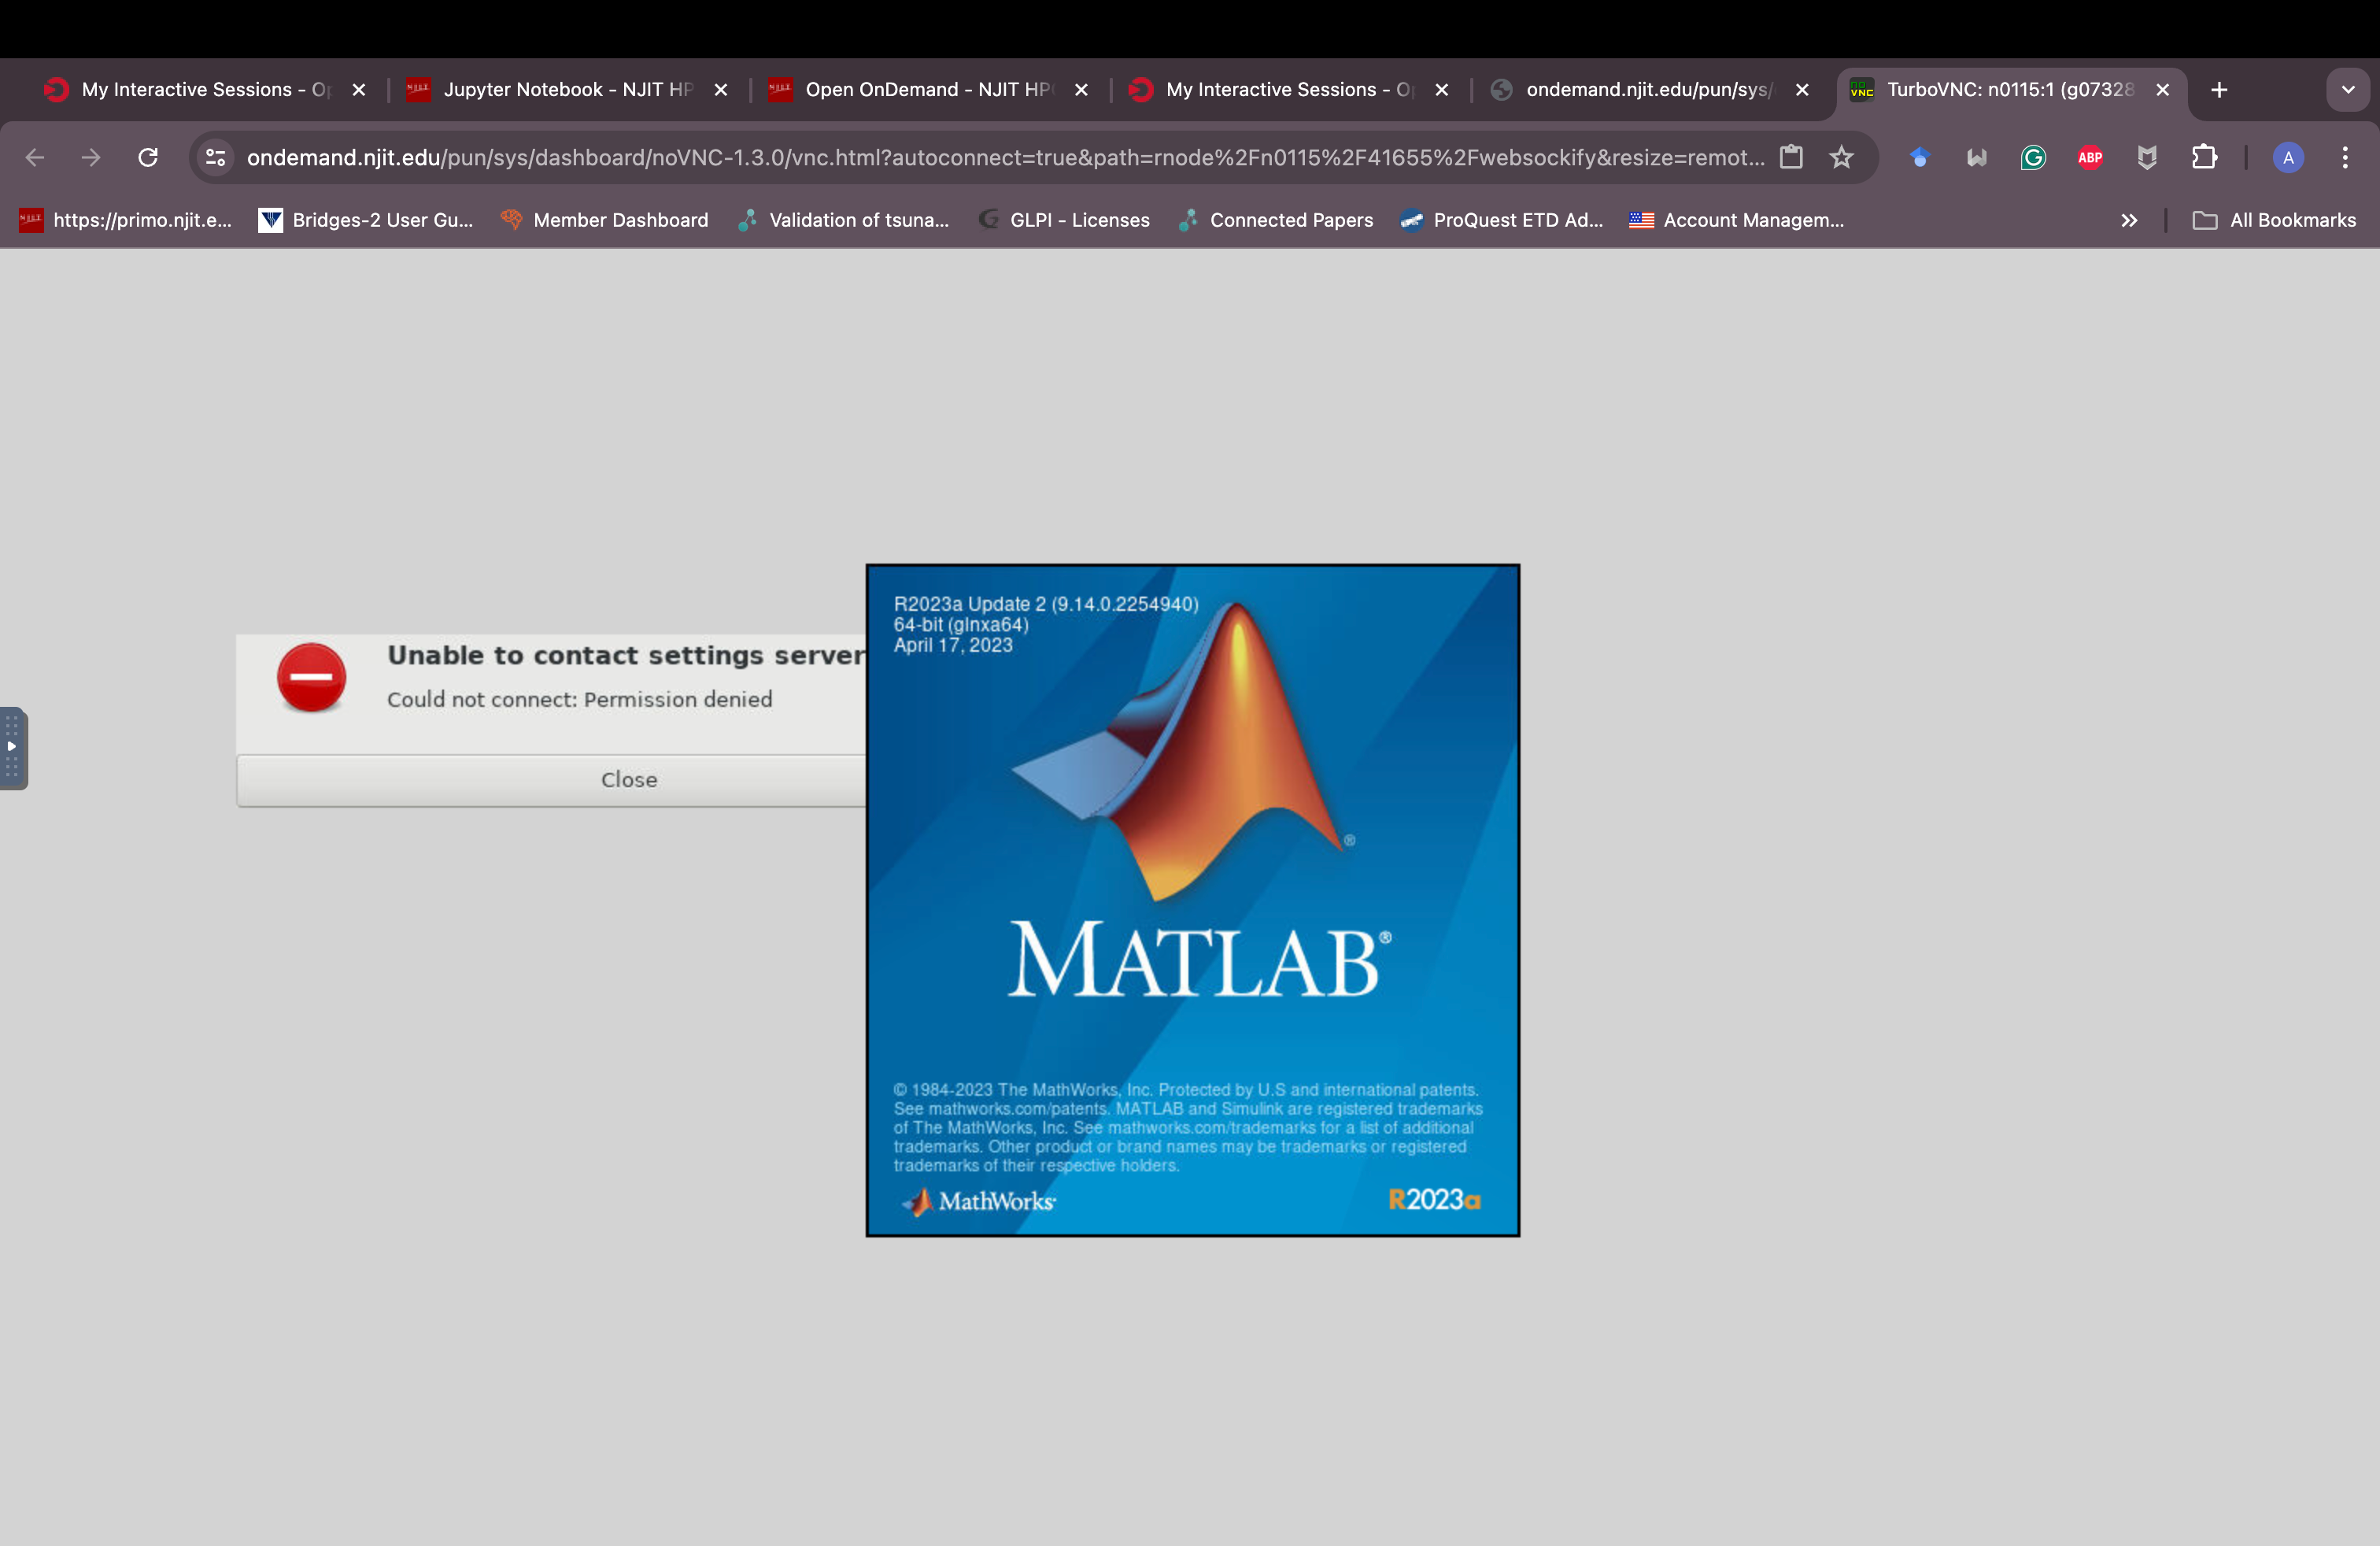 My Interactive Sessions - Op
Jupyter Notebook - NJIT HP
Open OnDemand - NJIT HP
My Interactive Sessions - O
ondemand.njit.edu/pun/sys/
TurboVNC: n0115:1 (g07328
ondemand.njit.edu/pun/sys/dashboard/noVNC-1.3.0/vnc.html?autoconnect=true&path=rnode%2Fn0115%2F41655%2Fwebsockify&resize=remot...
ABP
A
https://primo.njit.e...
Bridges-2 User Gu...
Member Dashboard
Validation of tsuna...
GLPI - Licenses
Connected Papers
ProQuest ETD Ad...
Account Managem...
All Bookmarks
Unable to contact settings server
Could not connect: Permission denied
Close
R2023a Update 2 (9.14.0.2254940)
64-bit (glnxa64)
April 17, 2023
®
MATLAB®
© 1984-2023 The MathWorks, Inc. Protected by U.S and international patents.
See mathworks.com/patents. MATLAB and Simulink are registered trademarks
of The MathWorks, Inc. See mathworks.com/trademarks for a list of additional
trademarks. Other product or brand names may be trademarks or registered
trademarks of their respective holders.
MathWorks
R2023a